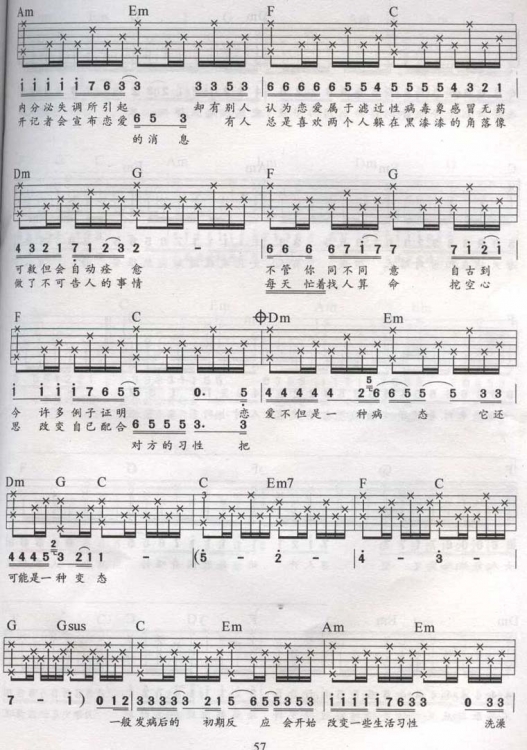 Am Em F C
i i i i i 7 6 3 3 3 3 5 3 6 6 6 6 6 5 5 5 5 5 5 5 4 3 2 1
内分泌失调所引起 却有别人 认为恋爱属于滤过性病毒象感冒无药
开记者会宣布恋爱 6 5 3 有人 总是喜欢两个人躲在黑漆漆的角落像
的消息
Dm G F G
4 3 2 1 7 1 2 3 2 6 6 6 6 6 7 i 7 7 7 i 2 i
可救但会自动痊愈 不管你同不同意 自古到
做了不可告人的事情 每天忙着找人算命 挖空心
F C Dm Em
i i i i 7 6 5 5 0. 5 4 4 4 4 4 4 2 5 6 6 5 5 5 5 3 3
今许多例子证明 恋 爱不但是一种病态 它还
思改变自己配合 6 5 5 5 3. 3
对方的习性 把
Dm G C C Em7 F C
4 4 4 5 2 3 2 1 1 - - (5 2 - 4 - 3 -
可能是一种变态
G Gsus C Em Am Em
7 - i ) 0 1 2 3 3 3 3 3 2 1 5 6 5 5 3 5 3 i i i i i 7 6 3 3 0 3 3
一般发病后的初期反应会开始改变一些生活习性 洗澡
57